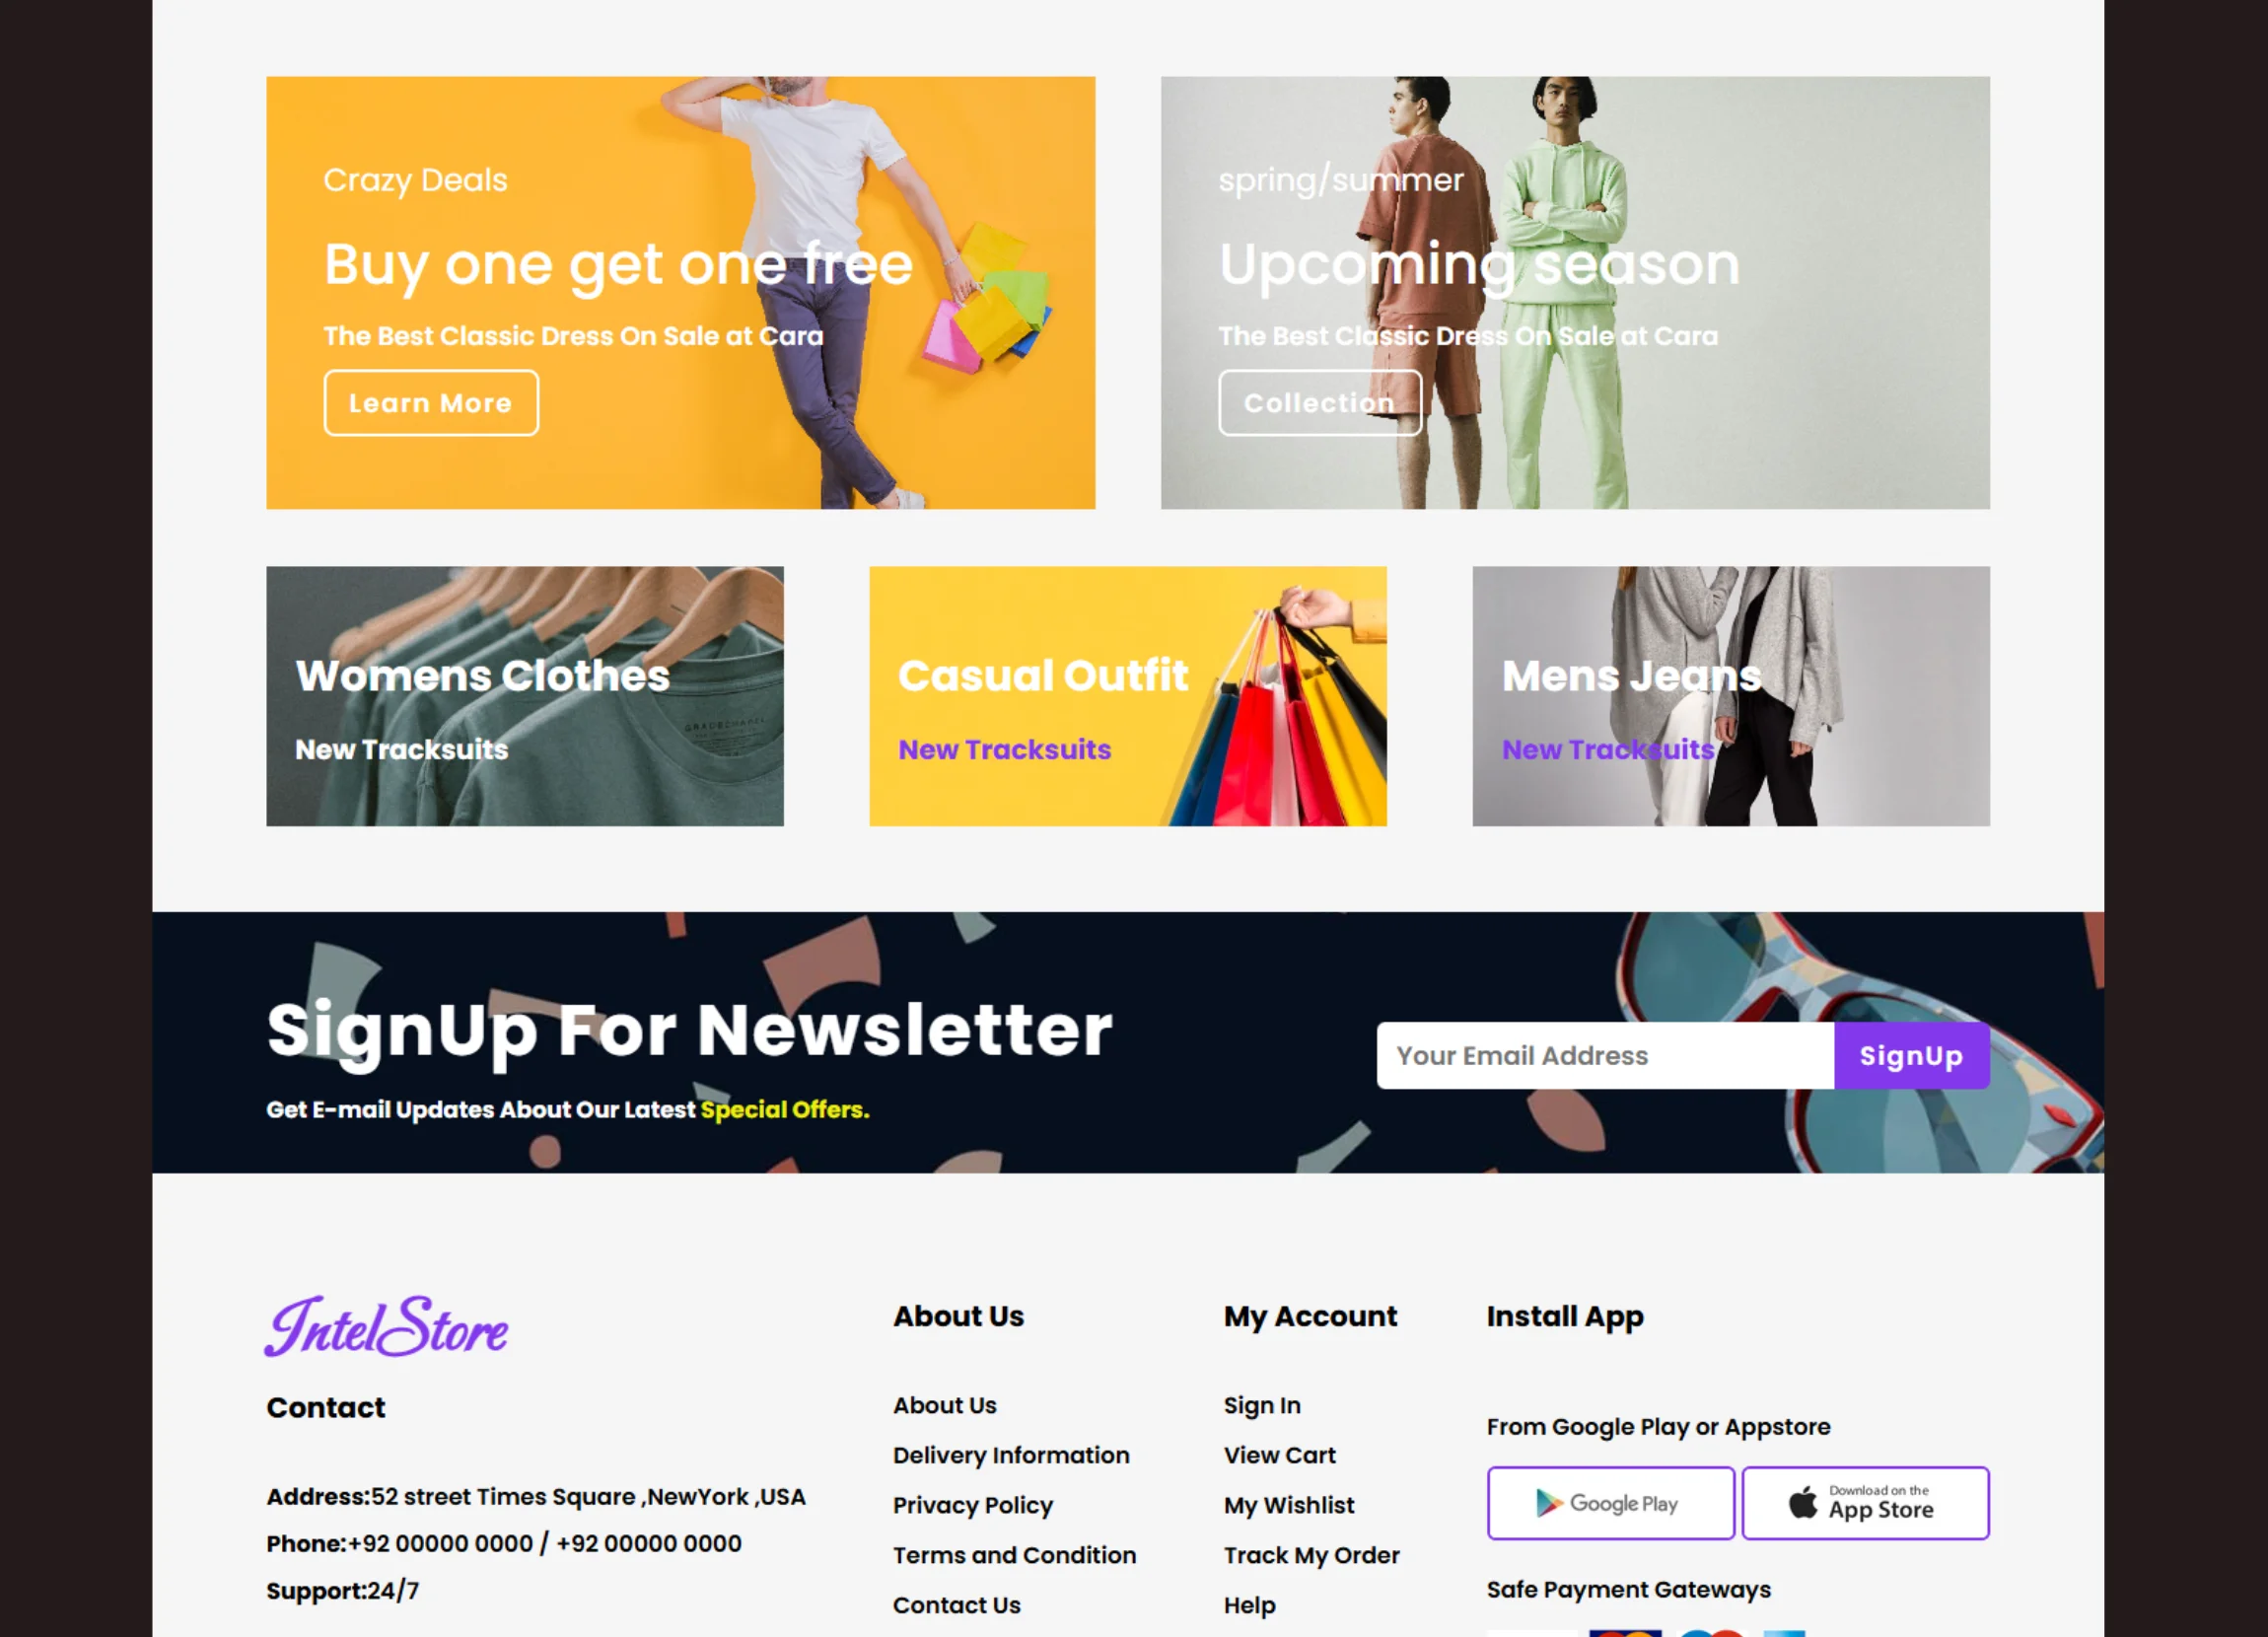 Crazy Deals
Buy one get one free
The Best Classic Dress On Sale at Cara
Learn More
spring/summer
Upcoming season
The Best Classic Dress On Sale at Cara
Collection
Womens Clothes
New Tracksuits
Casual Outfit
New Tracksuits
Mens Jeans
New Tracksuits
SignUp For Newsletter
Get E-mail Updates About Our Latest Special Offers.
Your Email Address
SignUp
IntelStore
Contact
Address:52 street Times Square ,NewYork ,USA
Phone:+92 00000 0000 / +92 00000 0000
Support:24/7
About Us
About Us
Delivery Information
Privacy Policy
Terms and Condition
Contact Us
My Account
Sign In
View Cart
My Wishlist
Track My Order
Help
Install App
From Google Play or Appstore
Google Play
Download on the
App Store
Safe Payment Gateways